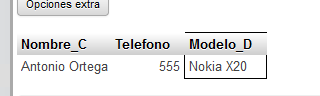 Opciones extra
Nombre_C Telefono Modelo_D
Antonio Ortega 555 Nokia X20